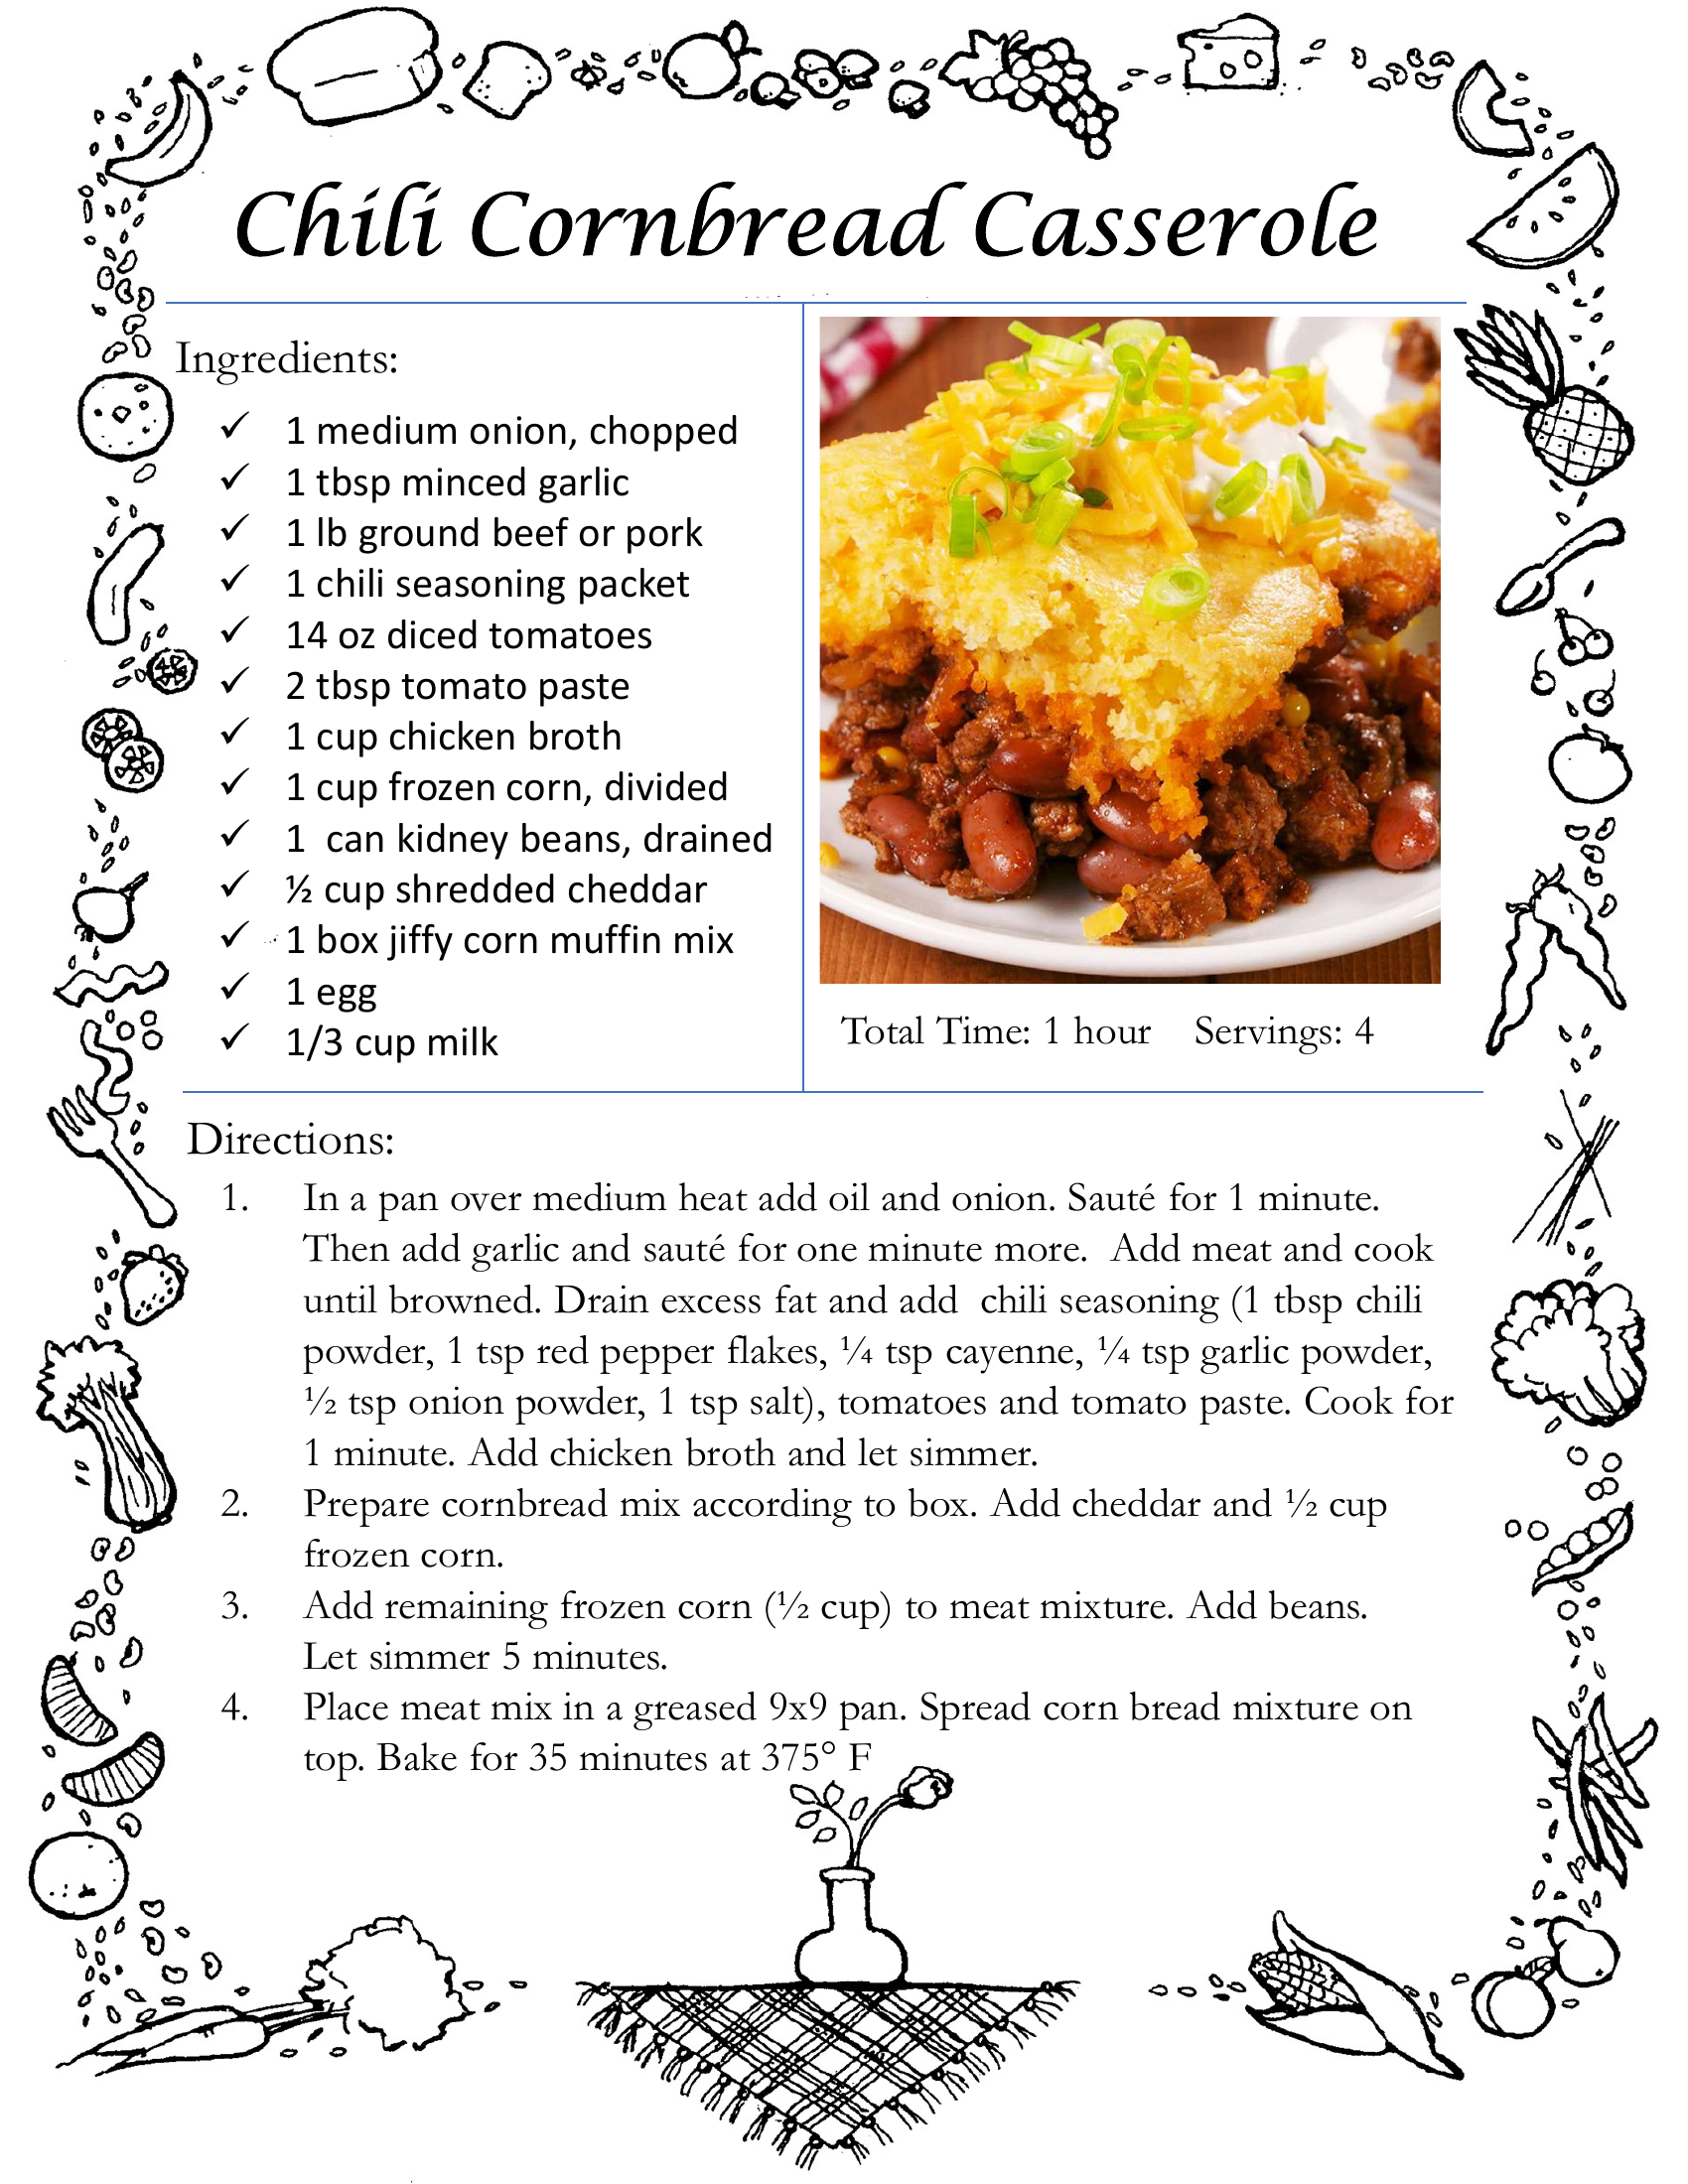 Chili Cornbread Casserole
Ingredients:
✓ 1 medium onion, chopped
✓ 1 tbsp minced garlic
✓ 1 lb ground beef or pork
✓ 1 chili seasoning packet
✓ 14 oz diced tomatoes
✓ 2 tbsp tomato paste
✓ 1 cup chicken broth
✓ 1 cup frozen corn, divided
✓ 1  can kidney beans, drained
✓ ½ cup shredded cheddar
✓ 1 box jiffy corn muffin mix
✓ 1 egg
✓ 1/3 cup milk
Total Time: 1 hour    Servings: 4
Directions:
1. In a pan over medium heat add oil and onion. Sauté for 1 minute.
Then add garlic and sauté for one minute more.  Add meat and cook
until browned. Drain excess fat and add  chili seasoning (1 tbsp chili
powder, 1 tsp red pepper flakes, ¼ tsp cayenne, ¼ tsp garlic powder,
½ tsp onion powder, 1 tsp salt), tomatoes and tomato paste. Cook for
1 minute. Add chicken broth and let simmer.
2. Prepare cornbread mix according to box. Add cheddar and ½ cup
frozen corn.
3. Add remaining frozen corn (½ cup) to meat mixture. Add beans.
Let simmer 5 minutes.
4. Place meat mix in a greased 9x9 pan. Spread corn bread mixture on
top. Bake for 35 minutes at 375° F